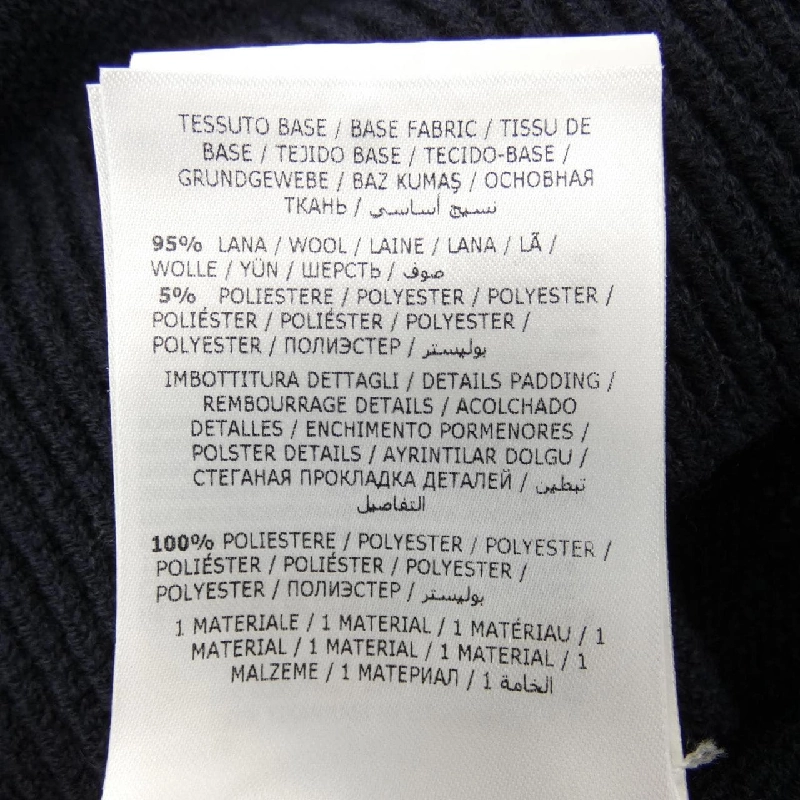 TESSUTO BASE / BASE FABRIC / TISSU DE
BASE / TEJIDO BASE / TECIDO-BASE /
GRUNDGEWEBE / BAZ KUMAŞ / ОСНОВНАЯ
ТКАНЬ / نسيج أساسي
95% LANA / WOOL / LAINE / LANA / LÃ /
WOLLE / YÜN / ШЕРСТЬ / صوف
5% POLIESTERE / POLYESTER / POLYESTER /
POLIÉSTER / POLIÉSTER / POLYESTER /
POLYESTER / ПОЛИЭСТЕР / بوليستر
IMBOTTITURA DETTAGLI / DETAILS PADDING /
REMBOURRAGE DETAILS / ACOLCHADO
DETALLES / ENCHIMENTO PORMENORES /
POLSTER DETAILS / AYRINTILAR DOLGU /
СТЕГАНАЯ ПРОКЛАДКА ДЕТАЛЕЙ / تبطين
التفاصيل
100% POLIESTERE / POLYESTER / POLYESTER /
POLIÉSTER / POLIÉSTER / POLYESTER /
POLYESTER / ПОЛИЭСТЕР / بوليستر
1 MATERIALE / 1 MATERIAL / 1 MATÉRIAU / 1
MATERIAL / 1 MATERIAL / 1 MATERIAL / 1
MALZEME / 1 МАТЕРИАЛ / 1 الخامة